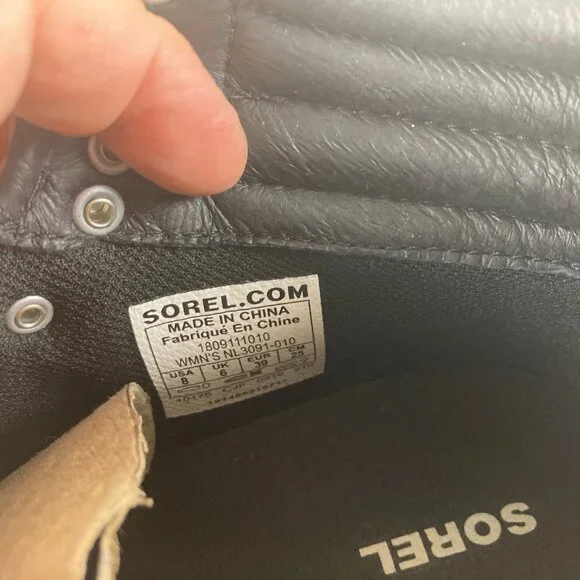 SOREL.COM
MADE IN CHINA
Fabriqué En Chine
1809111010
WMN'S NL3091-010
USA UK EUR CM
8 6 39 25
SOREL